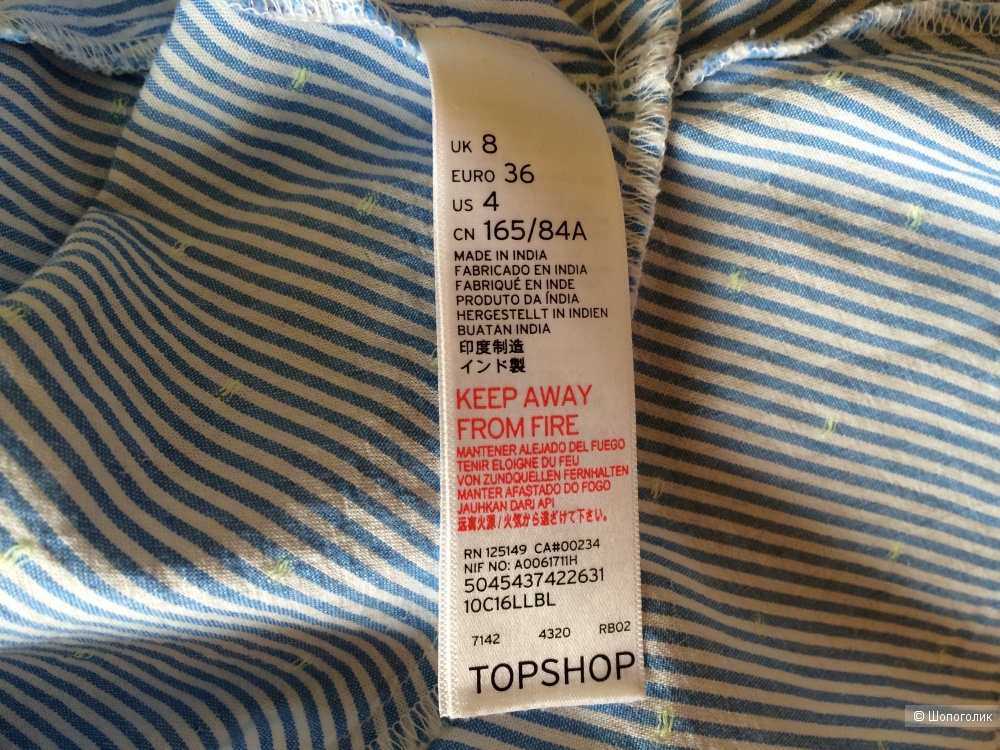 UK 8
EURO 36
US 4
CN 165/84A
MADE IN INDIA
FABRICADO EN INDIA
FABRIQUÉ EN INDE
PRODUTO DA ÍNDIA
HERGESTELLT IN INDIEN
BUATAN INDIA
印度制造
インド製
KEEP AWAY
FROM FIRE
MANTENER ALEJADO DEL FUEGO
TENIR ELOIGNE DU FEU
VON ZUNDQUELLEN FERNHALTEN
MANTER AFASTADO DO FOGO
JAUHKAN DARI API
远离火源/火気から遠ざけて下さい。
RN 125149 CA#00234
NIF NO: A0061711H
5045437422631
10C16LLBL
7142 4320 RB02
TOPSHOP
© Шопоголик